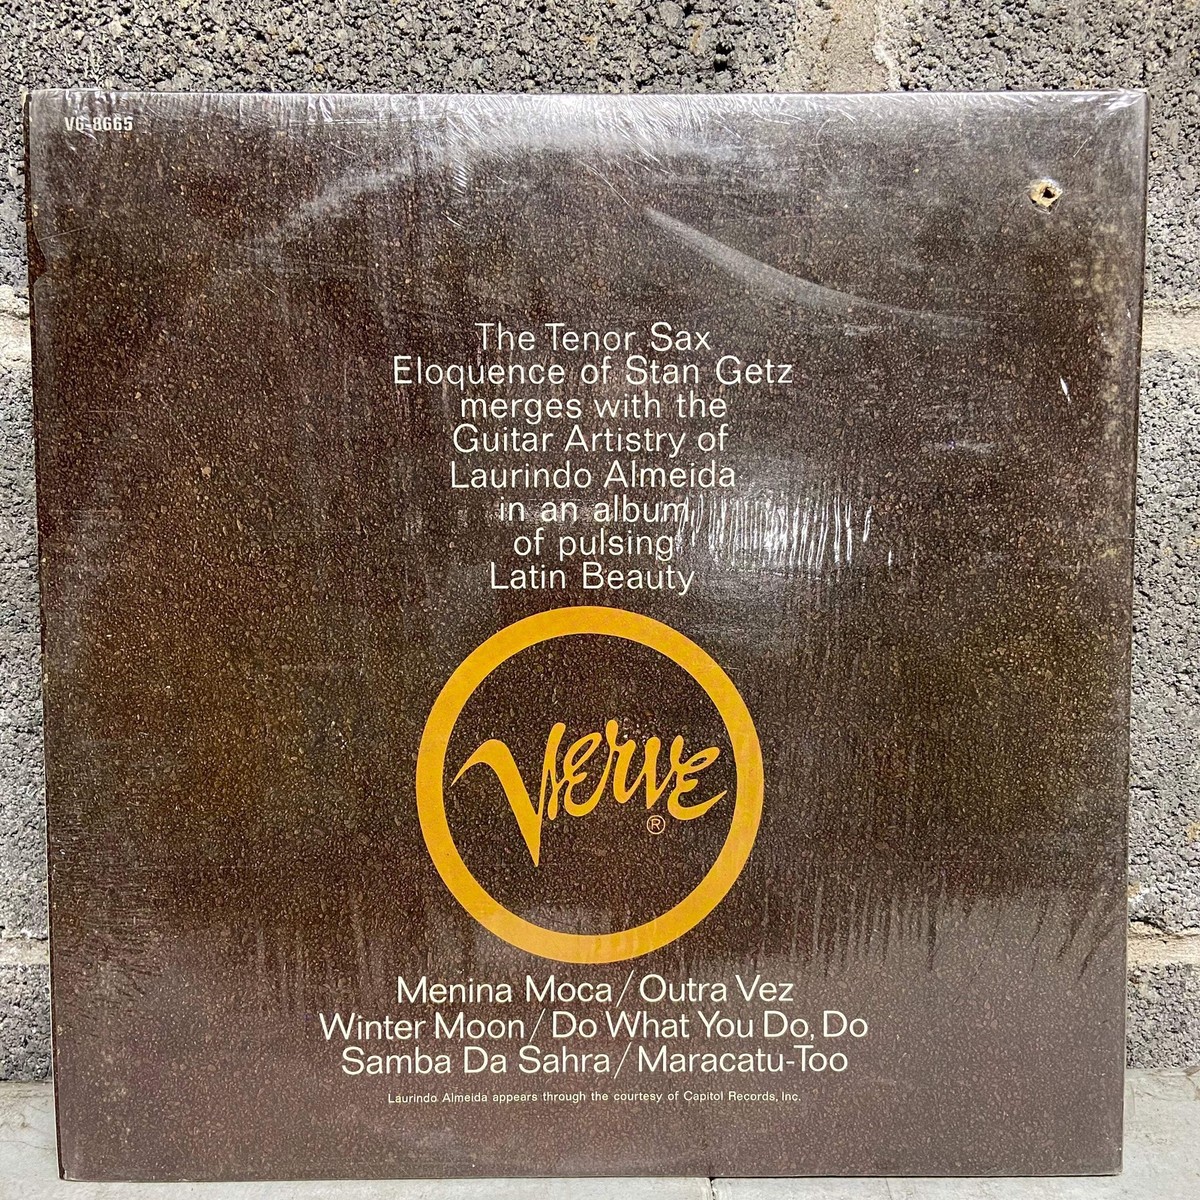 V6-8665
The Tenor Sax
Eloquence of Stan Getz
merges with the
Guitar Artistry of
Laurindo Almeida
in an album
of pulsing
Latin Beauty
Verve
®
Menina Moca/Outra Vez
Winter Moon/Do What You Do, Do
Samba Da Sahra/Maracatu-Too
Laurindo Almeida appears through the courtesy of Capitol Records, Inc.